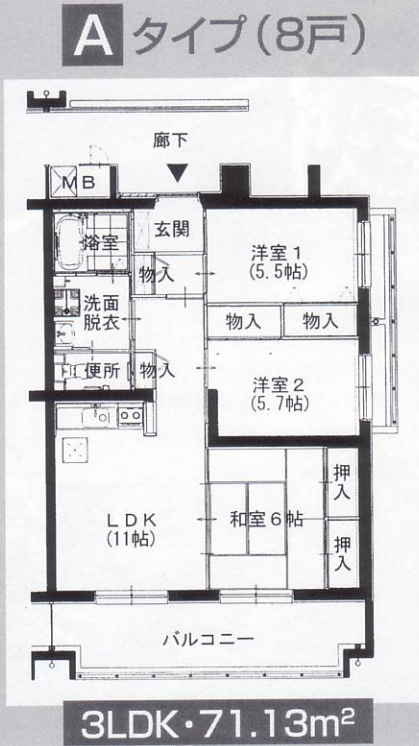 A タイプ(8戸)
廊下
MB
浴室
玄関
洋室1
(5.5帖)
物入
洗面
脱衣
物入
物入
便所
物入
洋室2
(5.7帖)
LDK
(11帖)
和室6帖
押入
押入
バルコニー
3LDK・71.13m²